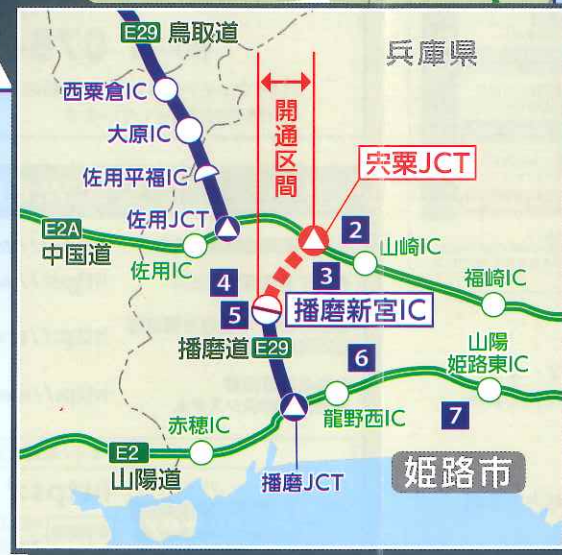 E29 鳥取道
兵庫県
西粟倉IC
開通区間
大原IC
宍粟JCT
佐用平福IC
佐用JCT
E2A
中国道
佐用IC
2
山崎IC
3
福崎IC
4
5
播磨新宮IC
播磨道 E29
6
山陽
姫路東IC
龍野西IC
7
赤穂IC
E2
山陽道
播磨JCT
姫路市